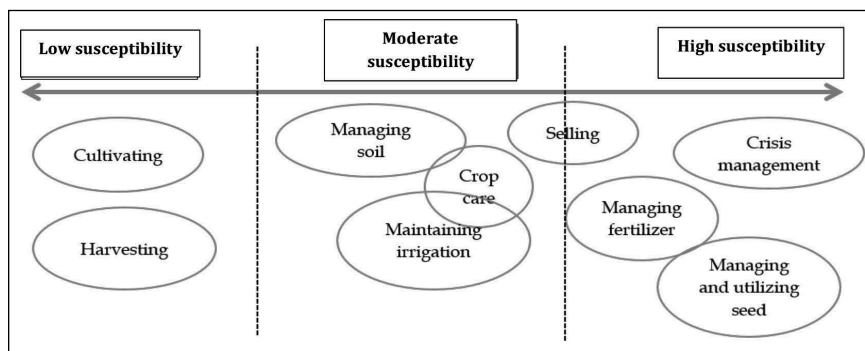 Low susceptibility
Moderate
susceptibility
High susceptibility
Cultivating
Harvesting
Managing
soil
Crop
care
Maintaining
irrigation
Selling
Managing
fertilizer
Crisis
management
Managing
and utilizing
seed